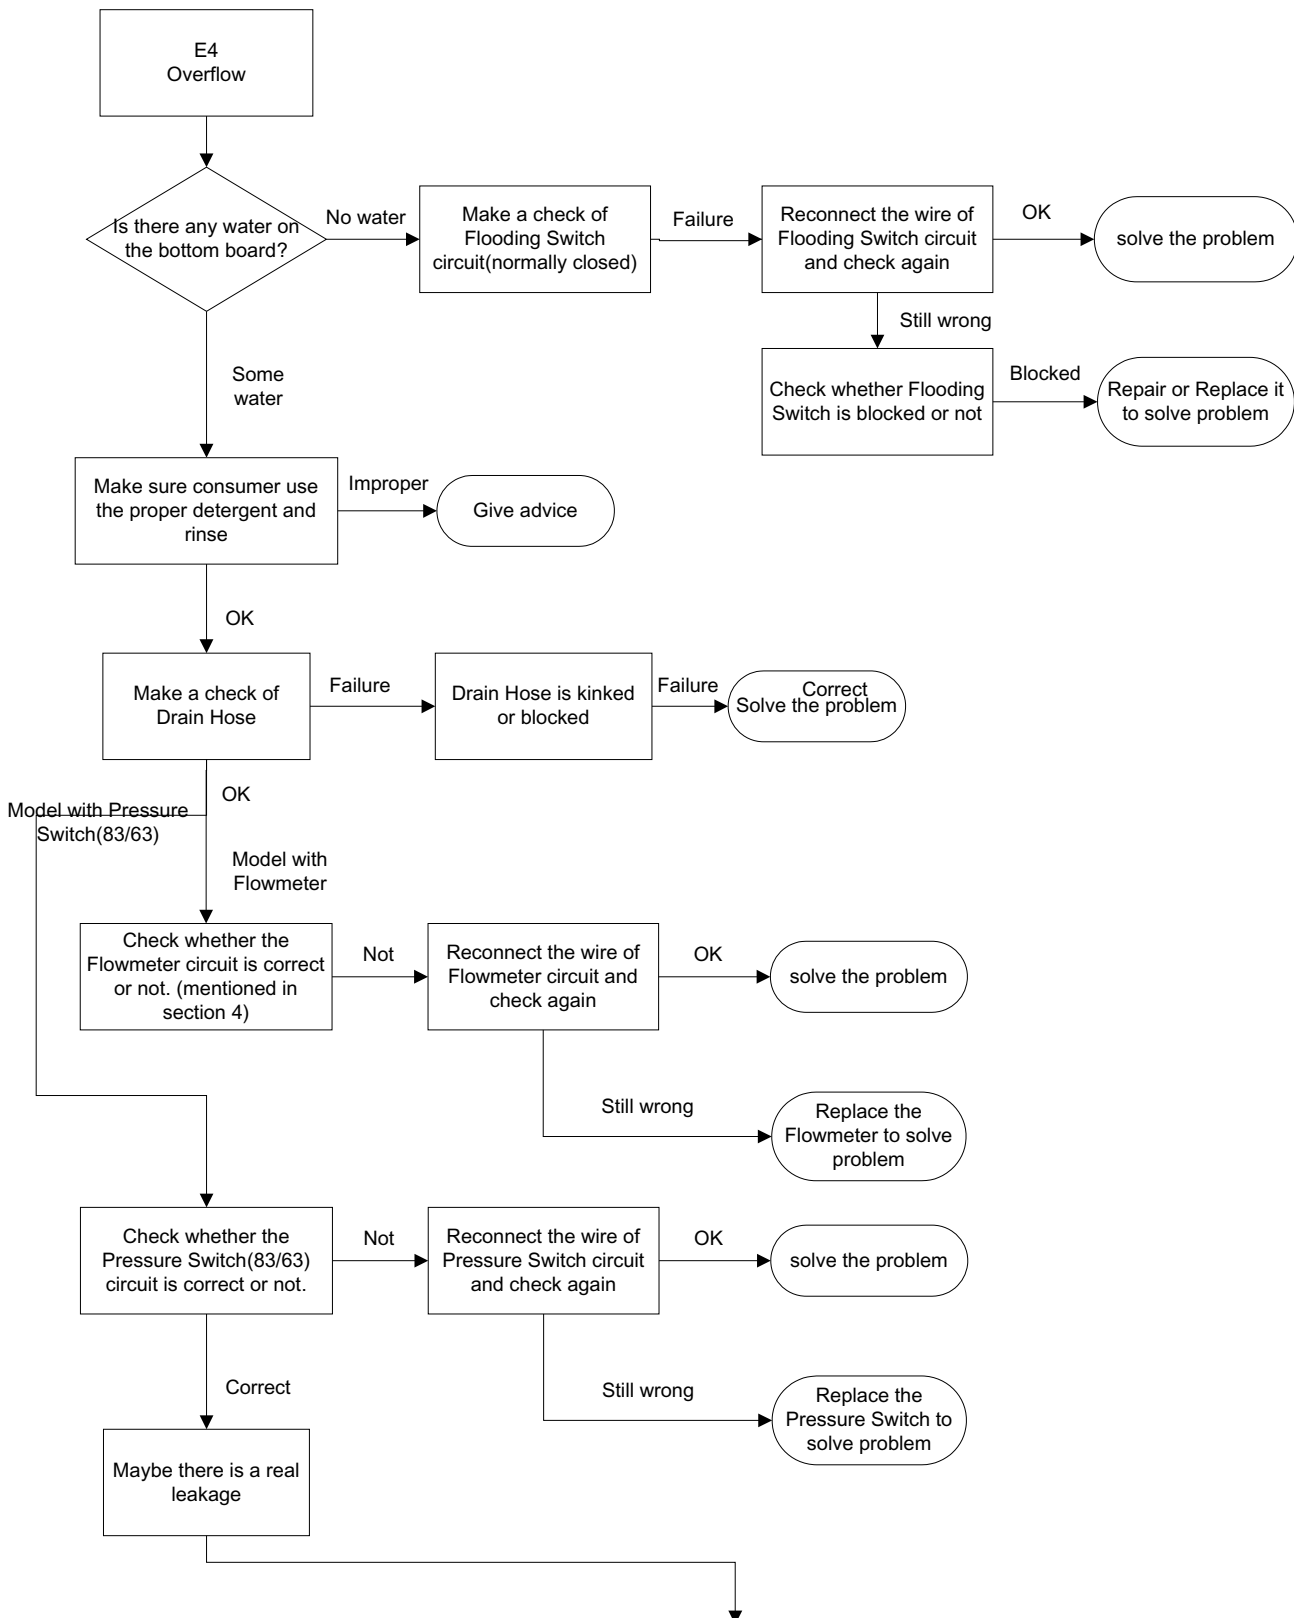 E4
Overflow
Is there any water on
the bottom board?
No water
Make a check of
Flooding Switch
circuit(normally closed)
Failure
Reconnect the wire of
Flooding Switch circuit
and check again
OK
solve the problem
Still wrong
Check whether Flooding
Switch is blocked or not
Blocked
Repair or Replace it
to solve problem
Some
water
Make sure consumer use
the proper detergent and
rinse
Improper
Give advice
OK
Make a check of
Drain Hose
Failure
Drain Hose is kinked
or blocked
Failure
Correct
Solve the problem
OK
Model with Pressure
Switch(83/63)
Model with
Flowmeter
Check whether the
Flowmeter circuit is correct
or not. (mentioned in
section 4)
Not
Reconnect the wire of
Flowmeter circuit and
check again
OK
solve the problem
Still wrong
Replace the
Flowmeter to solve
problem
Check whether the
Pressure Switch(83/63)
circuit is correct or not.
Not
Reconnect the wire of
Pressure Switch circuit
and check again
OK
solve the problem
Still wrong
Replace the
Pressure Switch to
solve problem
Correct
Maybe there is a real
leakage